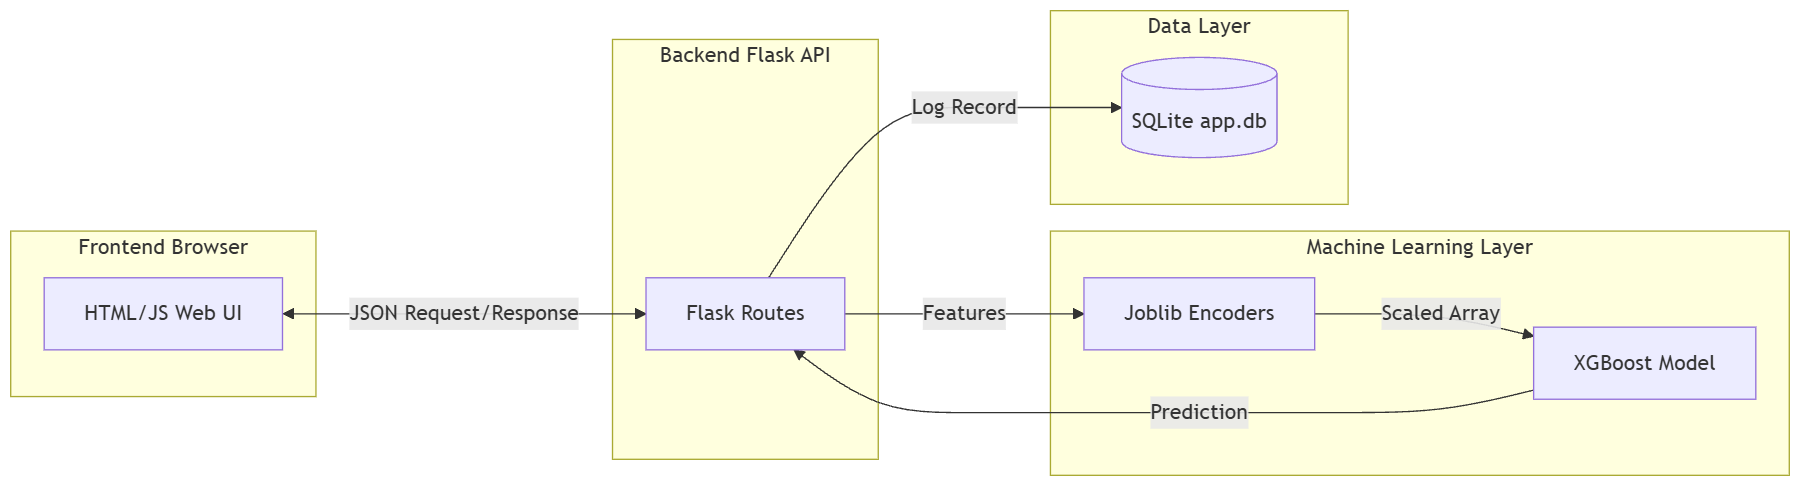 Data Layer
Backend Flask API
Log Record
SQLite app.db
Frontend Browser
Machine Learning Layer
HTML/JS Web UI
JSON Request/Response
Flask Routes
Features
Joblib Encoders
Scaled Array
XGBoost Model
Prediction